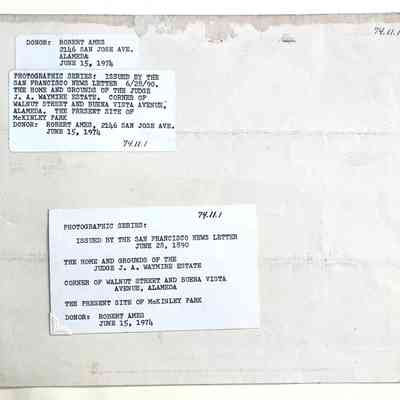 74.11.1
DONOR: ROBERT AMES
2146 SAN JOSE AVE.
ALAMEDA
JUNE 15, 1974
PHOTOGRAPHIC SERIES: ISSUED BY THE
SAN FRANCISCO NEWS LETTER 6/28/90.
THE HOME AND GROUNDS OF THE JUDGE
J. A. WAYMIRE ESTATE. CORNER OF
WALNUT STREET AND BUENA VISTA AVENUE,
ALAMEDA. THE PRESENT SITE OF
McKINLEY PARK
DONOR: ROBERT AMES, 2146 SAN JOSE AVE.
JUNE 15, 1974
74.11.1
74.11.1
PHOTOGRAPHIC SERIES:
ISSUED BY THE SAN FRANCISCO NEWS LETTER
JUNE 28, 1890
THE HOME AND GROUNDS OF THE
JUDGE J. A. WAYMIRE ESTATE
CORNER OF WALNUT STREET AND BUENA VISTA
AVENUE, ALAMEDA
THE PRESENT SITE OF McKINLEY PARK
DONOR: ROBERT AMES
JUNE 15, 1974